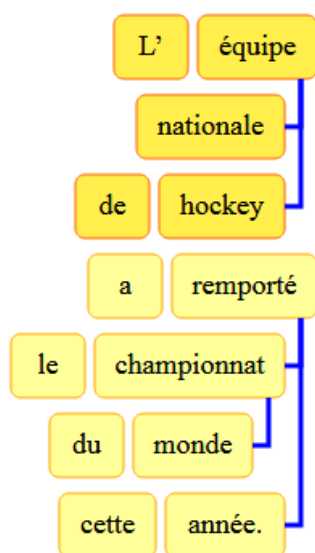 L’ équipe
nationale
de hockey
a remporté
le championnat
du monde
cette année.